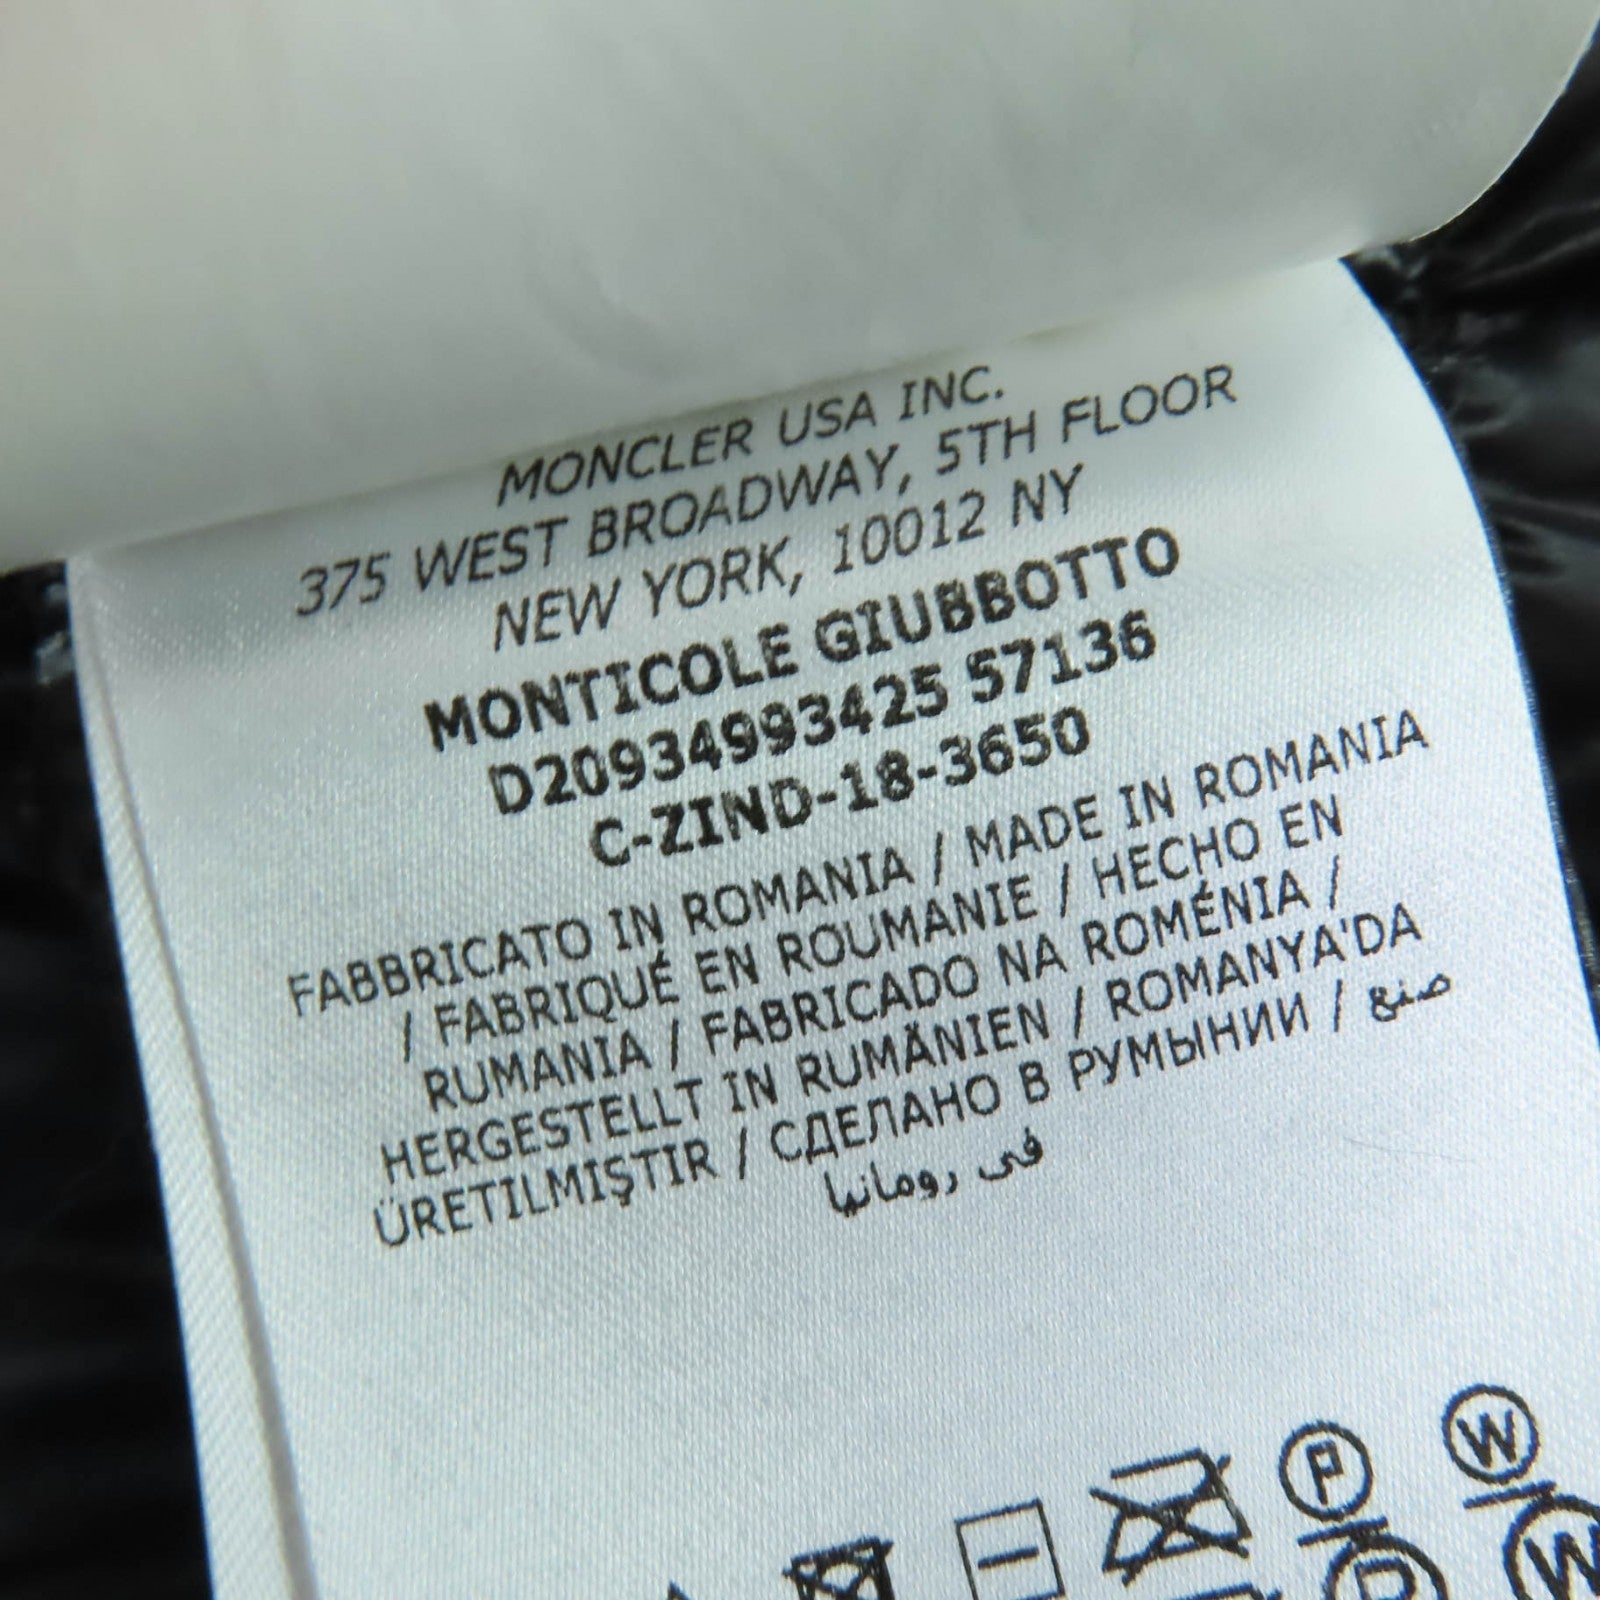 MONCLER USA INC.
375 WEST BROADWAY, 5TH FLOOR
NEW YORK, 10012 NY
MONTICOLE GIUBBOTTO
D20934993425 57136
C-ZIND-18-3650
FABBRICATO IN ROMANIA / MADE IN ROMANIA
/ FABRIQUÉ EN ROUMANIE / HECHO EN
RUMANIA / FABRICADO NA ROMÉNIA /
HERGESTELLT IN RUMÄNIEN / ROMANYA'DA
ÜRETILMIŞTIR / СДЕЛАНО В РУМЫНИИ / صنع
في رومانيا
P W
P W